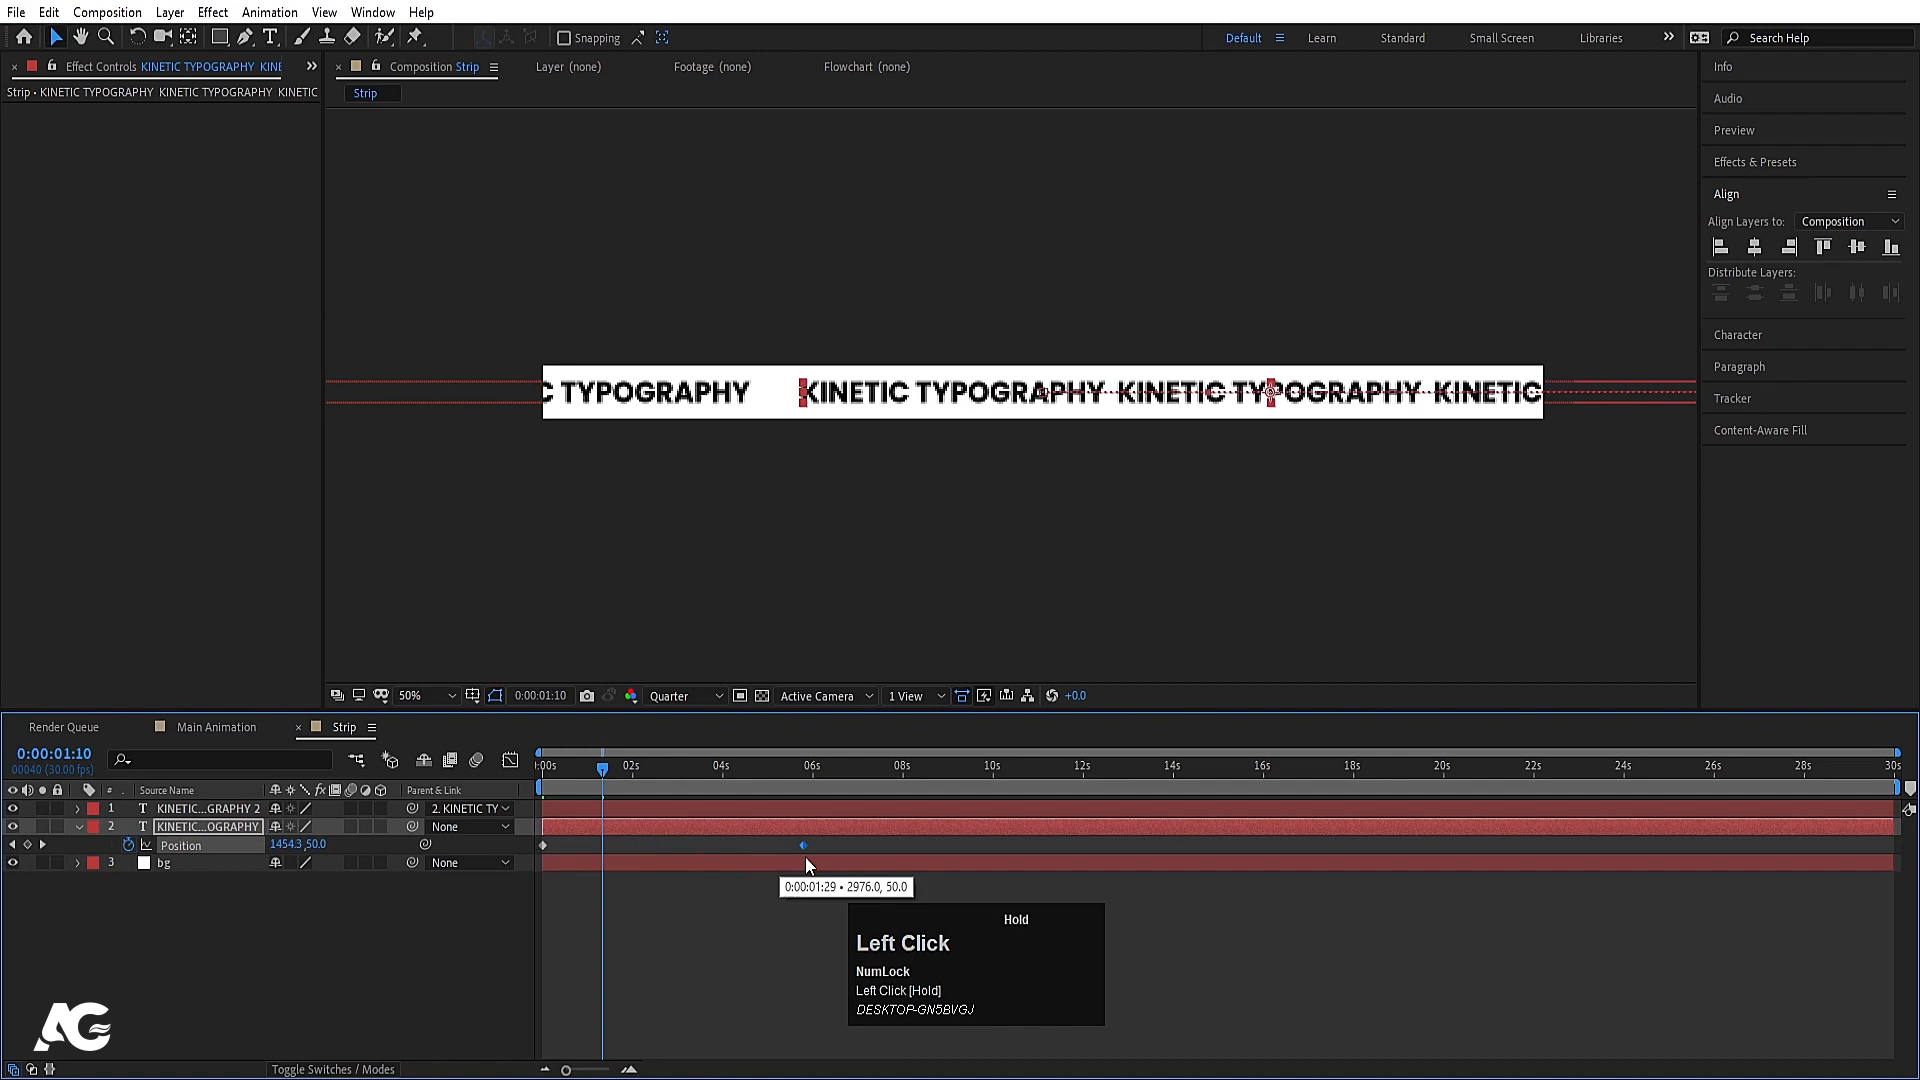 File Edit Composition Layer Effect Animation View Window Help
Snapping
Default Learn Standard Small Screen Libraries
Search Help
Effect Controls KINETIC TYPOGRAPHY KINE
Composition Strip
Layer (none)
Footage (none)
Flowchart (none)
Strip • KINETIC TYPOGRAPHY KINETIC TYPOGRAPHY KINETIC
Strip
Info
Audio
Preview
Effects & Presets
Align
Align Layers to: Composition
Distribute Layers:
Character
Paragraph
Tracker
Content-Aware Fill
C TYPOGRAPHY KINETIC TYPOGRAPHY KINETIC TYPOGRAPHY KINETIC
50% 0:00:01:10 Quarter Active Camera 1 View +0.0
Render Queue Main Animation Strip
0:00:01:10
00040 (30.00 fps)
:00s 02s 04s 06s 08s 10s 12s 14s 16s 18s 20s 22s 24s 26s 28s 30s
# . Source Name fx Parent & Link
1 T KINETIC...GRAPHY 2 2. KINETIC TY
2 T KINETIC...OGRAPHY None
Position 1454.3,50.0
3 bg None
0:00:01:29 • 2976.0, 50.0
Hold
Left Click
NumLock
Left Click [Hold]
DESKTOP-GN5BVGJ
AG
Toggle Switches / Modes